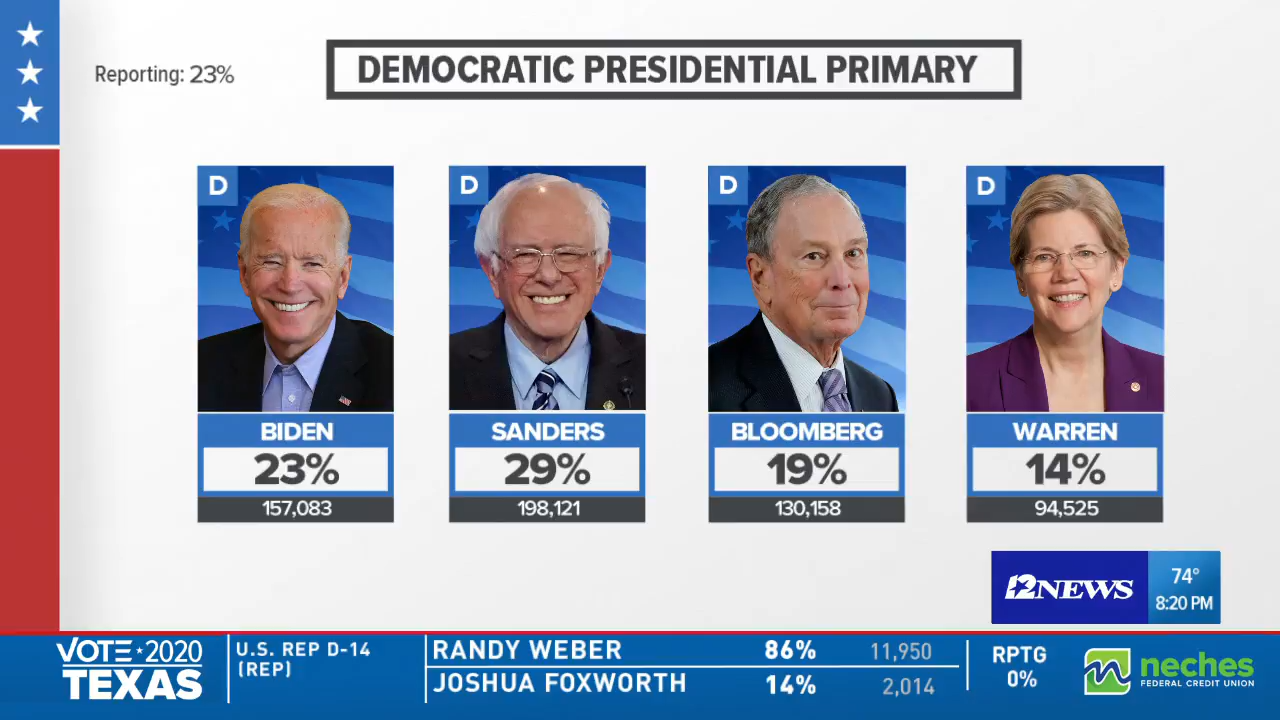 Reporting: 23%
DEMOCRATIC PRESIDENTIAL PRIMARY
D
BIDEN
23%
157,083
D
SANDERS
29%
198,121
D
BLOOMBERG
19%
130,158
D
WARREN
14%
94,525
12NEWS
74°
8:20 PM
VOTE 2020
TEXAS
U.S. REP D-14
(REP)
RANDY WEBER 86% 11,950
JOSHUA FOXWORTH 14% 2,014
RPTG
0%
neches
FEDERAL CREDIT UNION